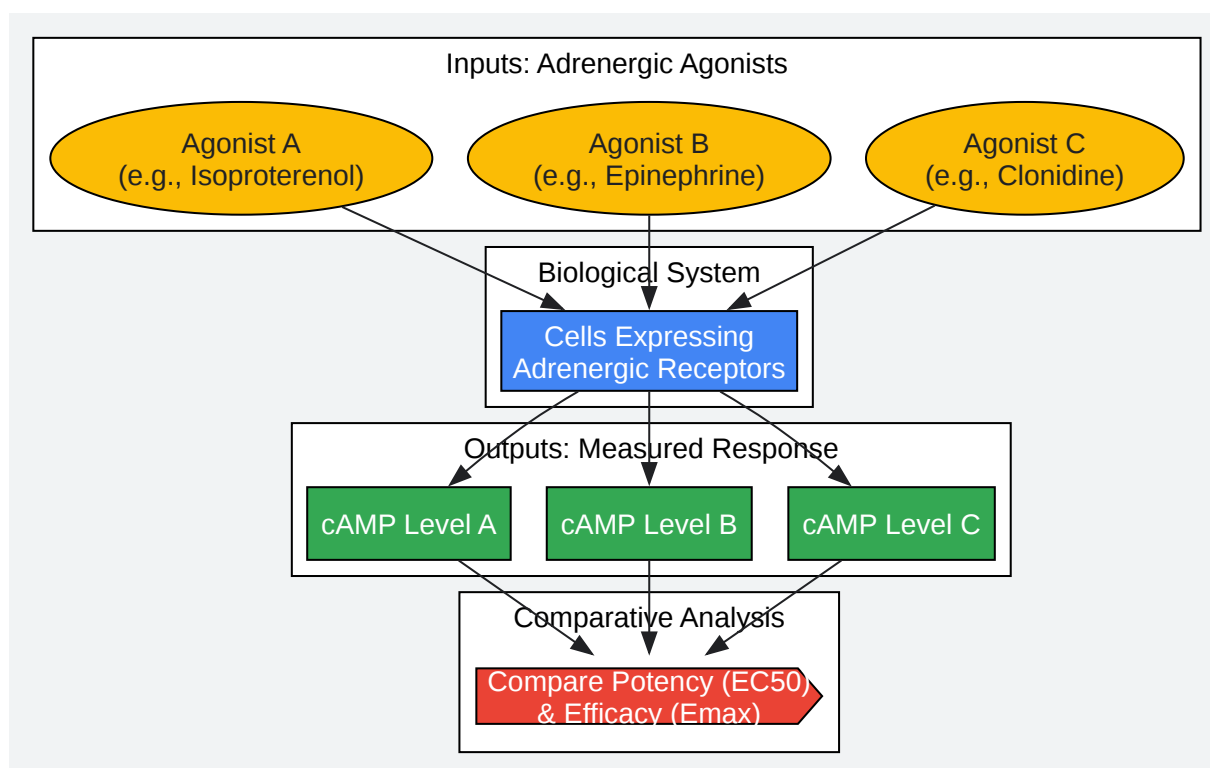 Inputs: Adrenergic Agonists
Agonist A
(e.g., Isoproterenol)
Agonist B
(e.g., Epinephrine)
Agonist C
(e.g., Clonidine)
Biological System
Cells Expressing
Adrenergic Receptors
Outputs: Measured Response
cAMP Level A
cAMP Level B
cAMP Level C
Comparative Analysis
Compare Potency (EC50)
& Efficacy (Emax)